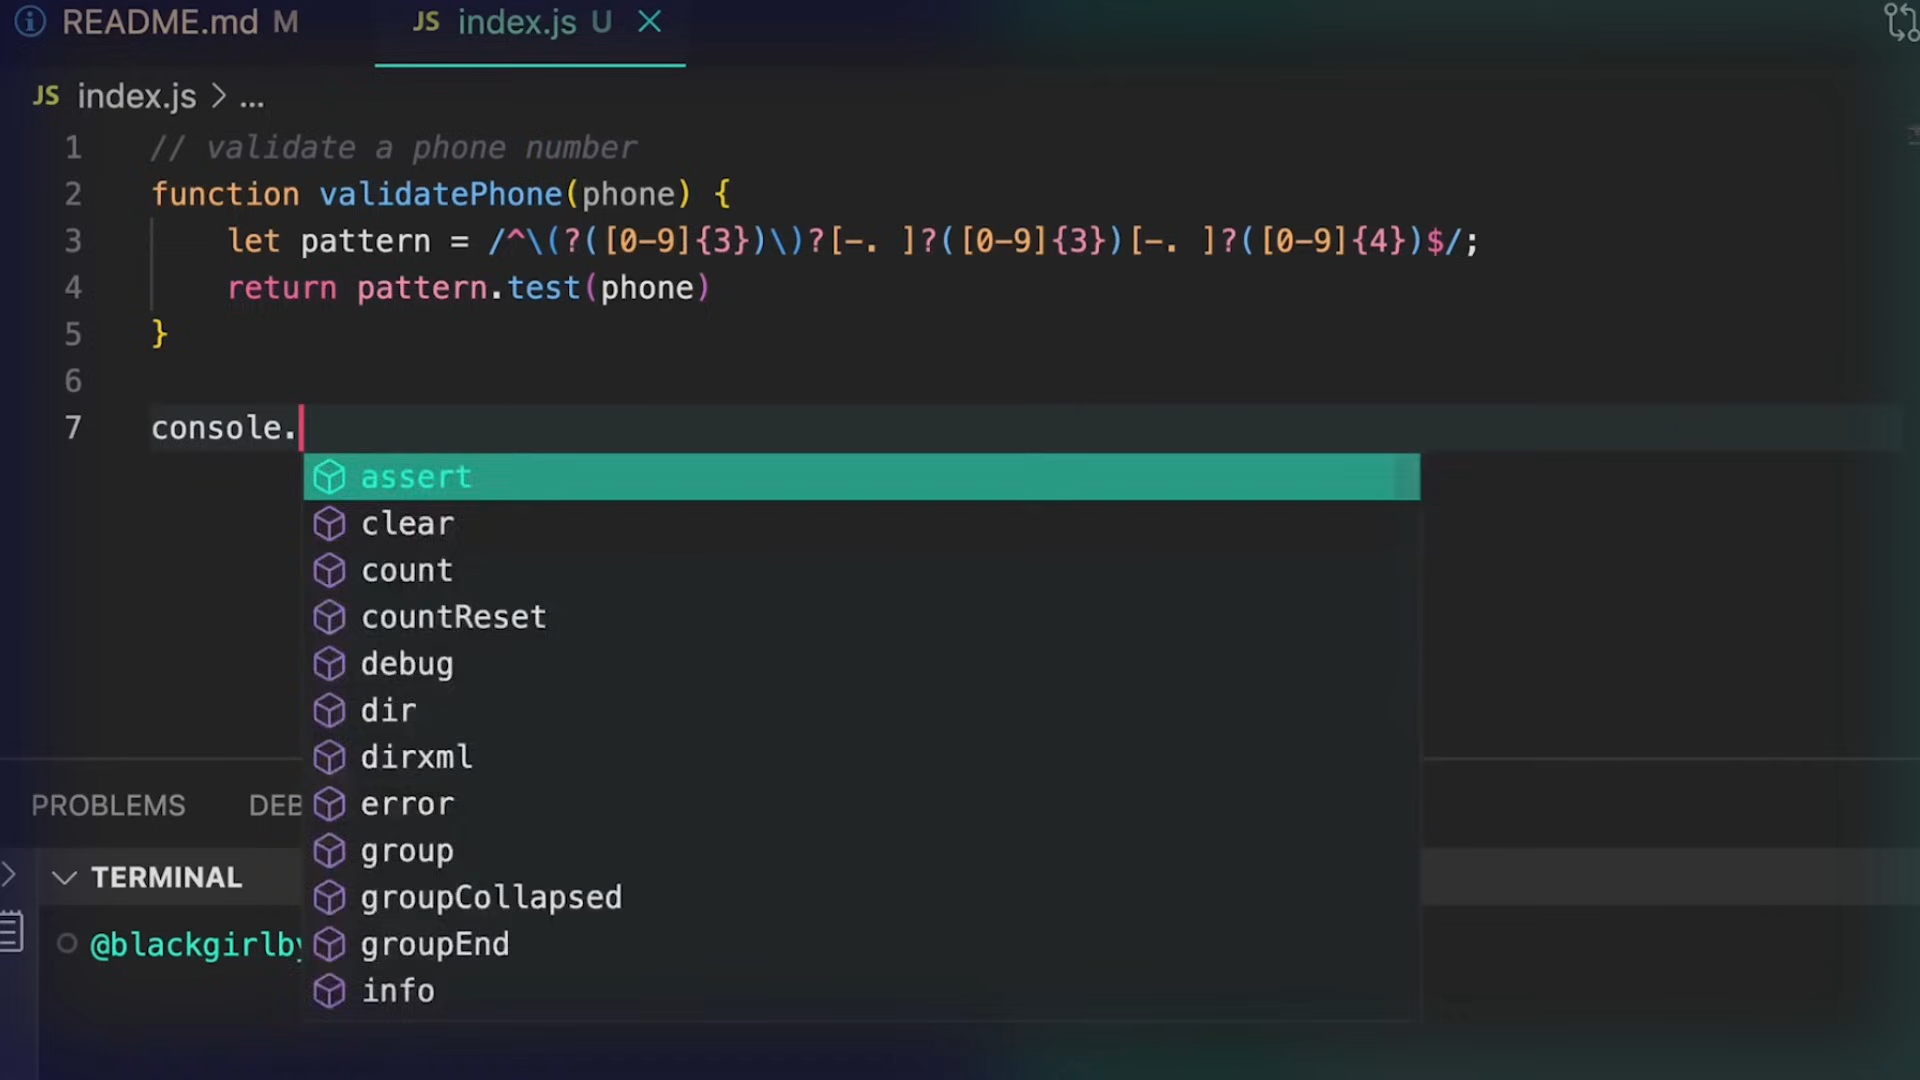 README.md M
JS index.js U
JS index.js > ...
1 // validate a phone number
2 function validatePhone(phone) {
3 let pattern = /^\(?([0-9]{3})\)?[-. ]?([0-9]{3})[-. ]?([0-9]{4})$/;
4 return pattern.test(phone)
5 }
6
7 console.
assert
clear
count
countReset
debug
dir
dirxml
error
group
groupCollapsed
groupEnd
info
PROBLEMS DEB
TERMINAL
@blackgirlby